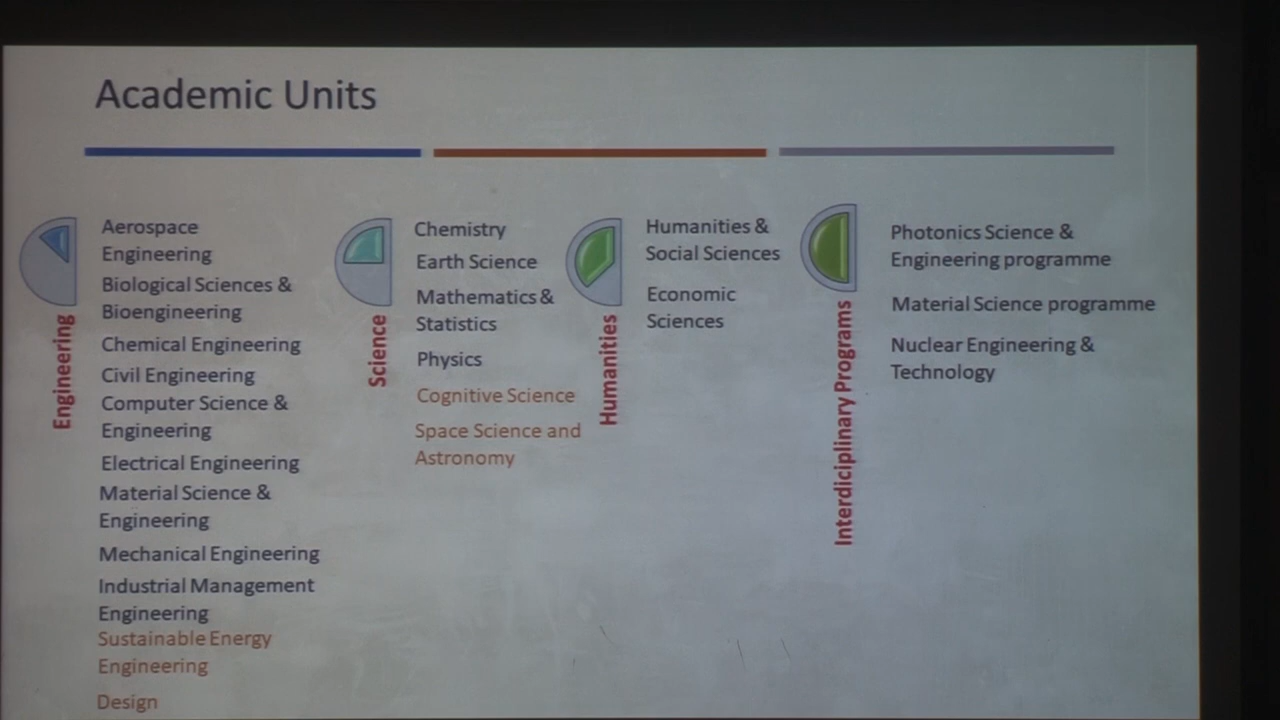 Academic Units
Engineering
Aerospace
Engineering
Biological Sciences &
Bioengineering
Chemical Engineering
Civil Engineering
Computer Science &
Engineering
Electrical Engineering
Material Science &
Engineering
Mechanical Engineering
Industrial Management
Engineering
Sustainable Energy
Engineering
Design
Science
Chemistry
Earth Science
Mathematics &
Statistics
Physics
Cognitive Science
Space Science and
Astronomy
Humanities
Humanities &
Social Sciences
Economic
Sciences
Interdiciplinary Programs
Photonics Science &
Engineering programme
Material Science programme
Nuclear Engineering &
Technology